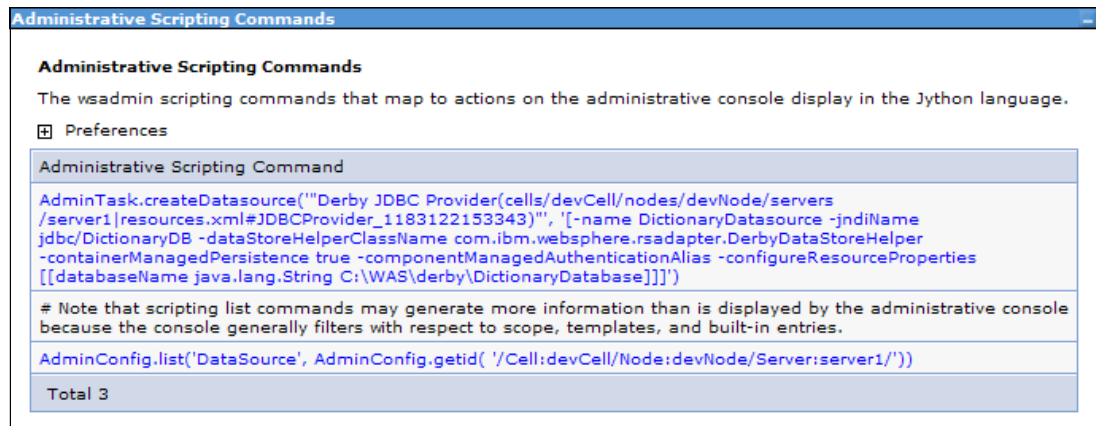 Administrative Scripting Commands
Administrative Scripting Commands
The wsadmin scripting commands that map to actions on the administrative console display in the Jython language.
Preferences
Administrative Scripting Command
AdminTask.createDatasource('"Derby JDBC Provider(cells/devCell/nodes/devNode/servers
/server1|resources.xml#JDBCProvider_1183122153343)"', '[-name DictionaryDatasource -jndiName
jdbc/DictionaryDB -dataStoreHelperClassName com.ibm.websphere.rsadapter.DerbyDataStoreHelper
-containerManagedPersistence true -componentManagedAuthenticationAlias -configureResourceProperties
[[databaseName java.lang.String C:\WAS\derby\DictionaryDatabase]]]')
# Note that scripting list commands may generate more information than is displayed by the administrative console
because the console generally filters with respect to scope, templates, and built-in entries.
AdminConfig.list('DataSource', AdminConfig.getid( '/Cell:devCell/Node:devNode/Server:server1/'))
Total 3